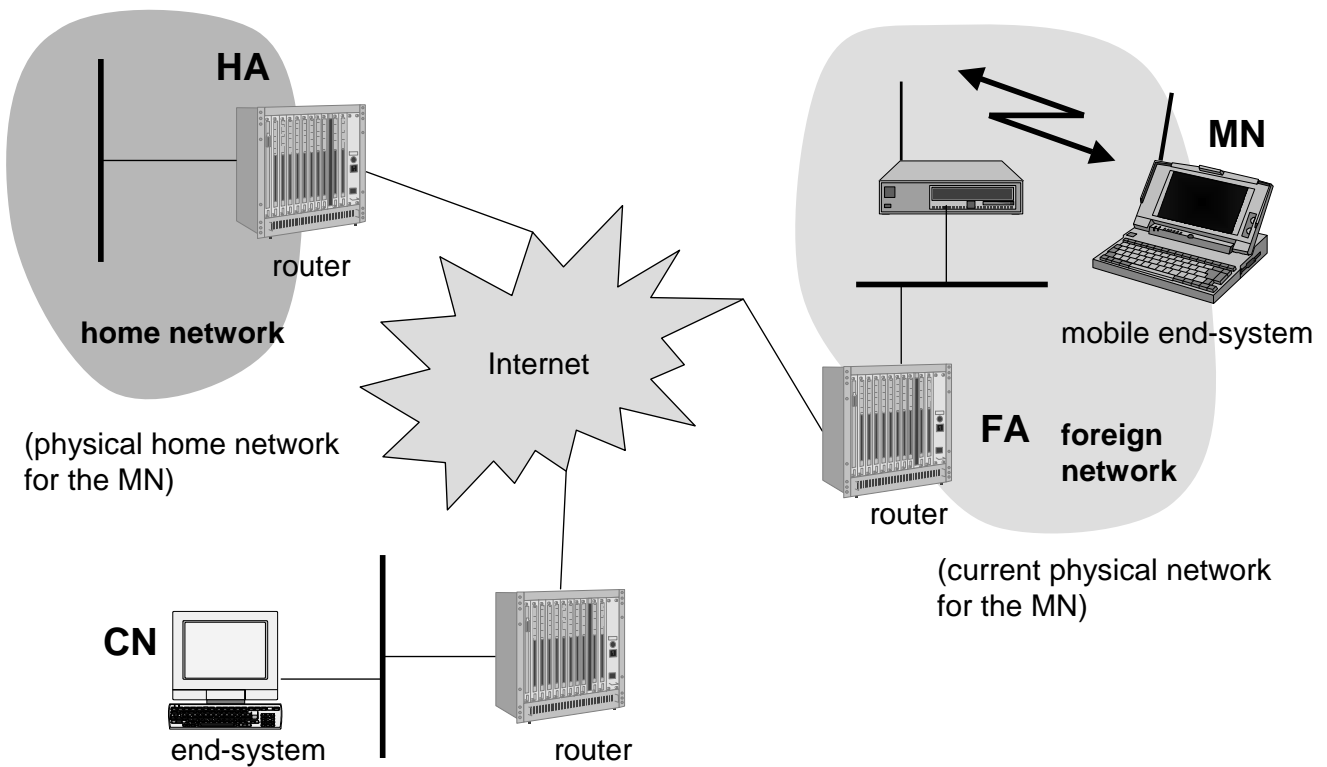 HA
router
home network
(physical home network
for the MN)
Internet
MN
mobile end-system
FA
foreign
network
router
(current physical network
for the MN)
CN
end-system
router